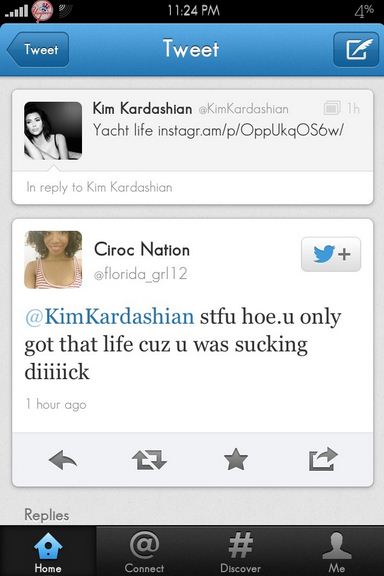 11:24 PM
4%
Tweet
Tweet
Kim Kardashian @KimKardashian 1h
Yacht life instagr.am/p/OppUkqOS6w/
In reply to Kim Kardashian
Ciroc Nation
@florida_grl12
@KimKardashian stfu hoe.u only
got that life cuz u was sucking
diiiiick
1 hour ago
Replies
Home
@
Connect
#
Discover
Me